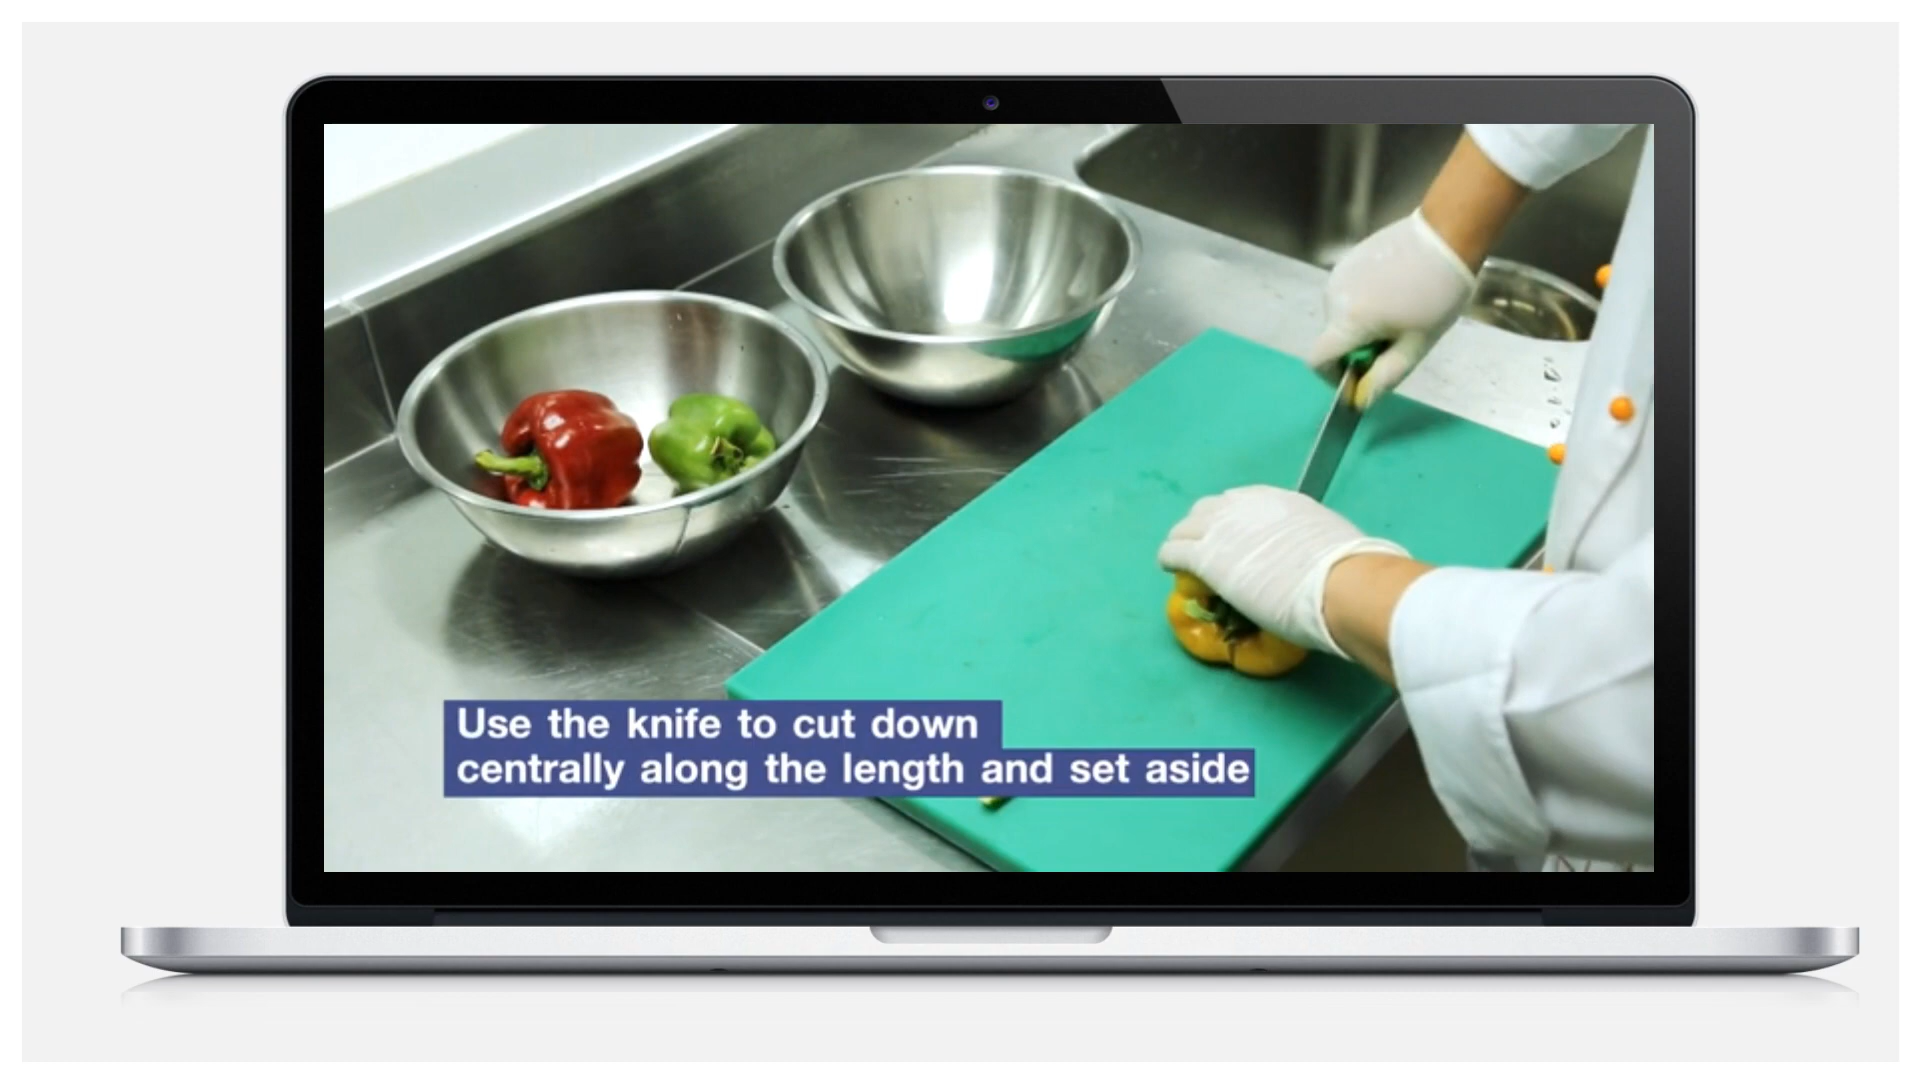 Use the knife to cut down
centrally along the length and set aside